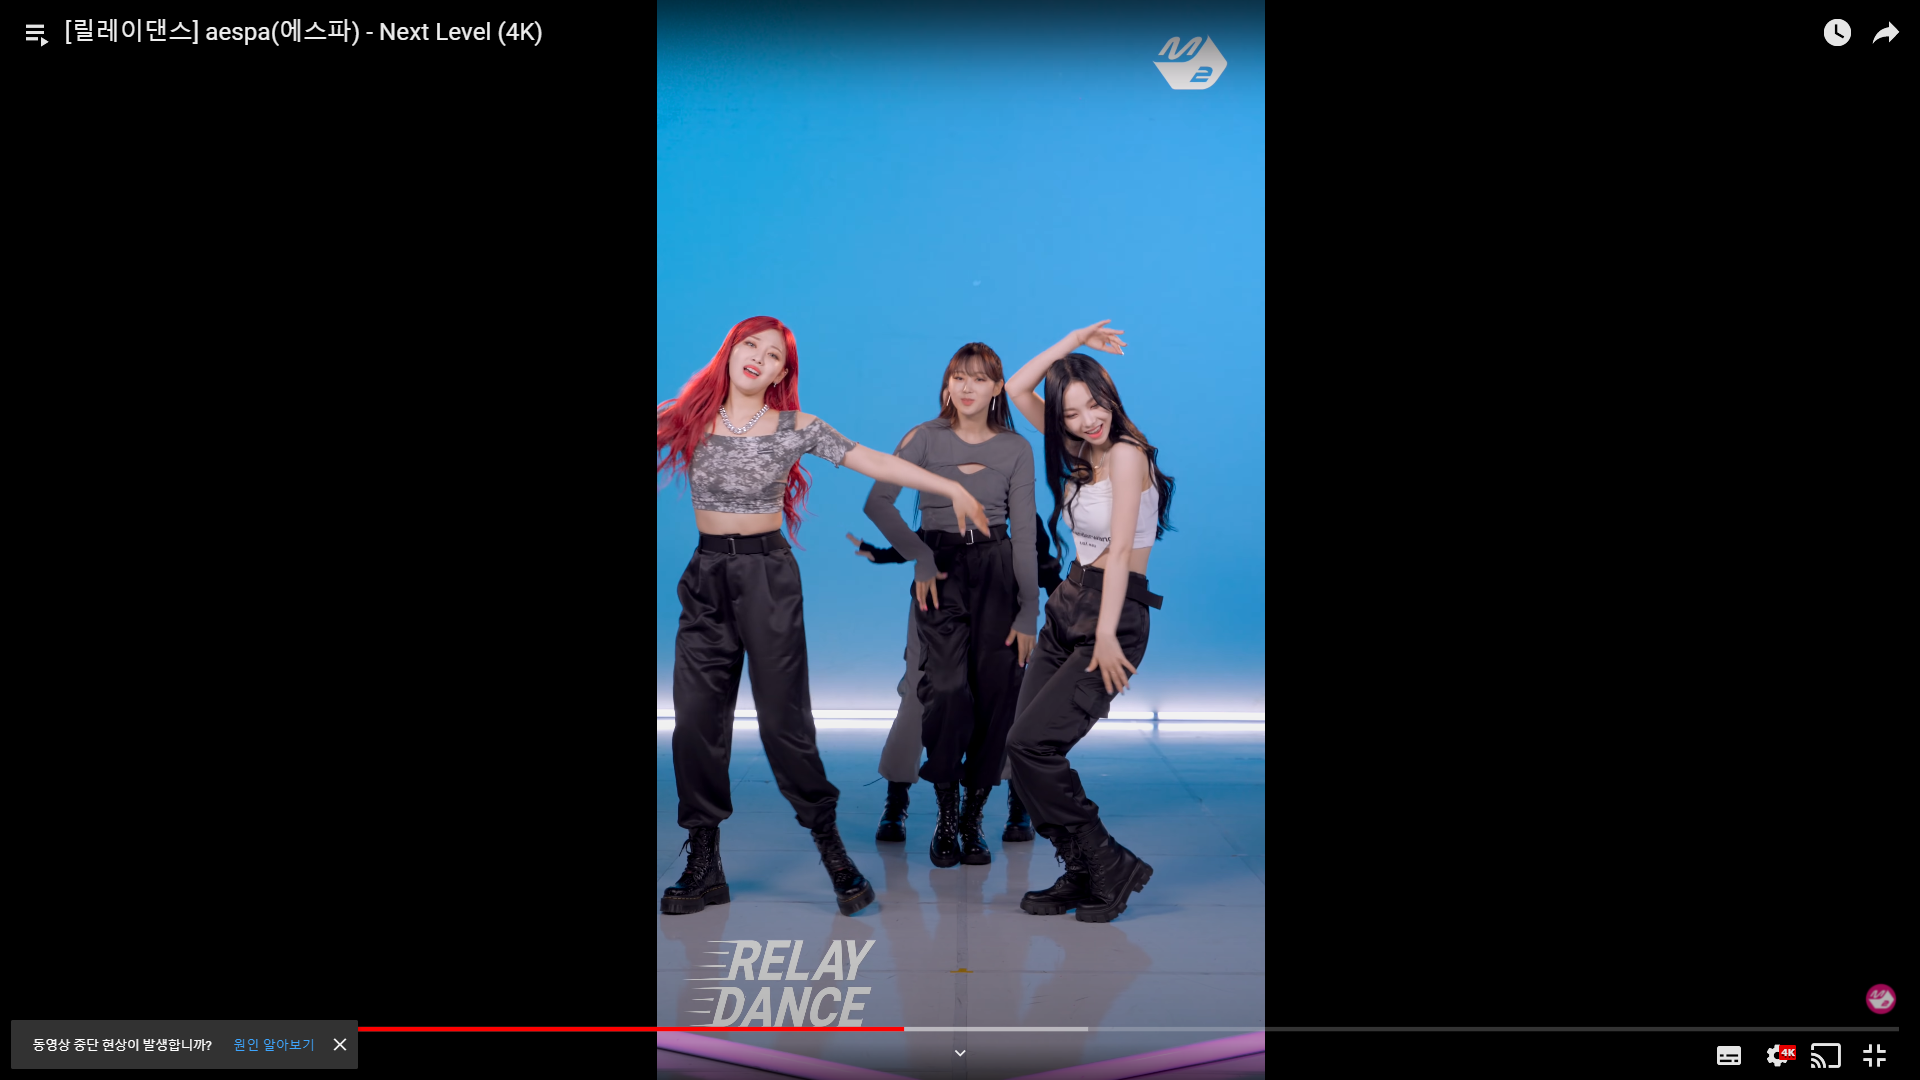 [릴레이댄스] aespa(에스파) - Next Level (4K)
M2
RELAY
DANCE
동영상 중단 현상이 발생합니까? 원인 알아보기
4K